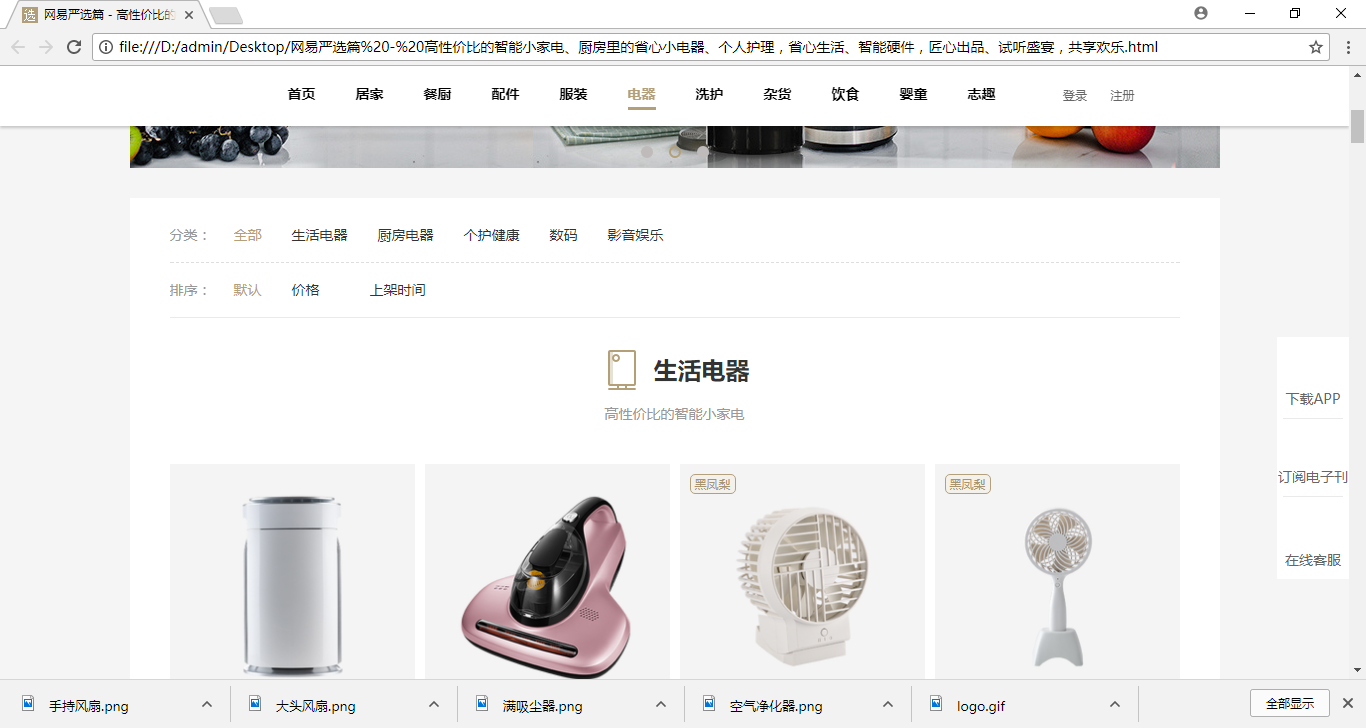 选 网易严选篇 - 高性价比的
file:///D:/admin/Desktop/网易严选篇%20-%20高性价比的智能小家电、厨房里的省心小电器、个人护理，省心生活、智能硬件，匠心出品、试听盛宴，共享欢乐.html
首页 居家 餐厨 配件 服装 电器 洗护 杂货 饮食 婴童 志趣 登录 注册
分类： 全部 生活电器 厨房电器 个护健康 数码 影音娱乐
排序： 默认 价格 上架时间
生活电器
高性价比的智能小家电
下载APP
订阅电子刊
在线客服
黑凤梨 黑凤梨
手持风扇.png 大头风扇.png 满吸尘器.png 空气净化器.png logo.gif 全部显示